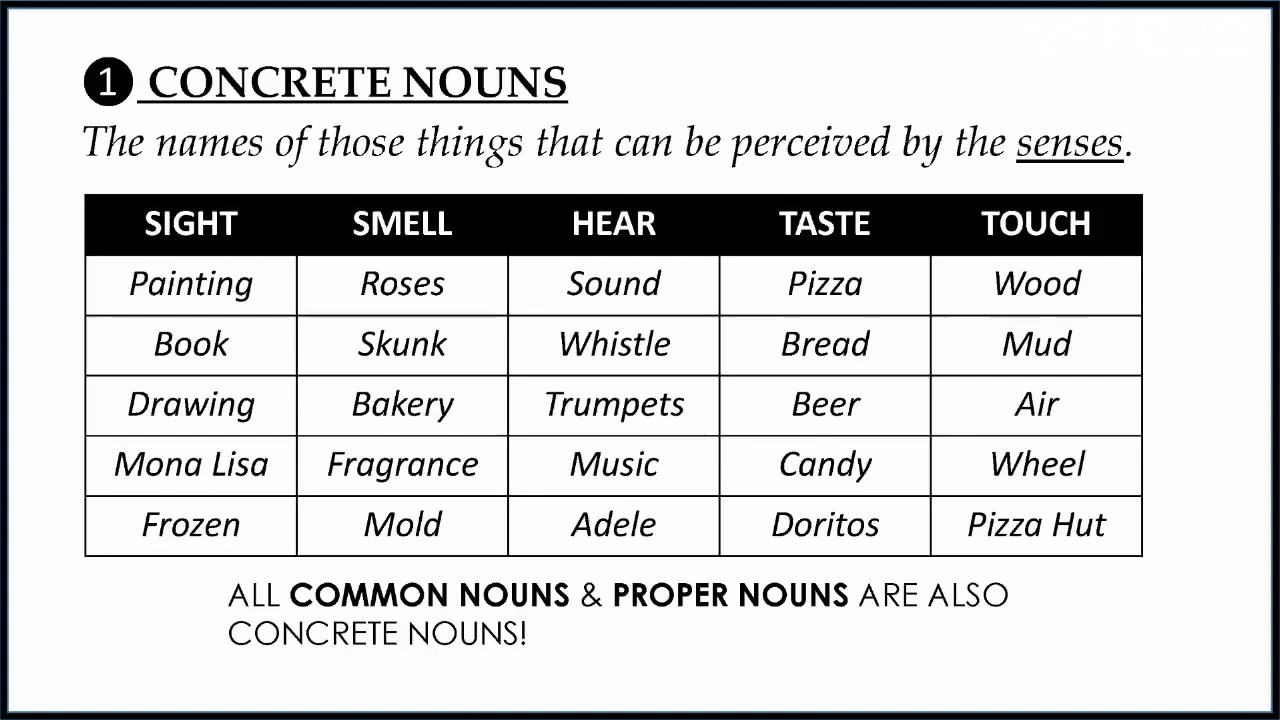 1 CONCRETE NOUNS
The names of those things that can be perceived by the senses.
SIGHT SMELL HEAR TASTE TOUCH
Painting Roses Sound Pizza Wood
Book Skunk Whistle Bread Mud
Drawing Bakery Trumpets Beer Air
Mona Lisa Fragrance Music Candy Wheel
Frozen Mold Adele Doritos Pizza Hut
ALL COMMON NOUNS & PROPER NOUNS ARE ALSO
CONCRETE NOUNS!